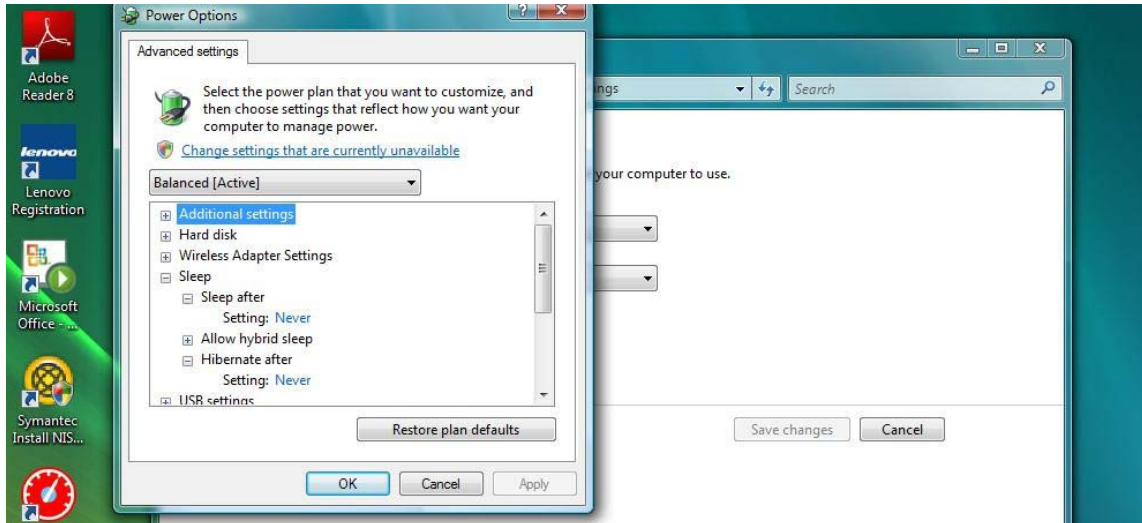 Adobe
Reader 8
lenovo
Lenovo
Registration
Microsoft
Office - ...
Symantec
Install NIS...
Power Options
Advanced settings
Select the power plan that you want to customize, and
then choose settings that reflect how you want your
computer to manage power.
Change settings that are currently unavailable
Balanced [Active]
Additional settings
Hard disk
Wireless Adapter Settings
Sleep
Sleep after
Setting: Never
Allow hybrid sleep
Hibernate after
Setting: Never
USB settings
Restore plan defaults
OK
Cancel
Apply
ngs
Search
your computer to use.
Save changes
Cancel